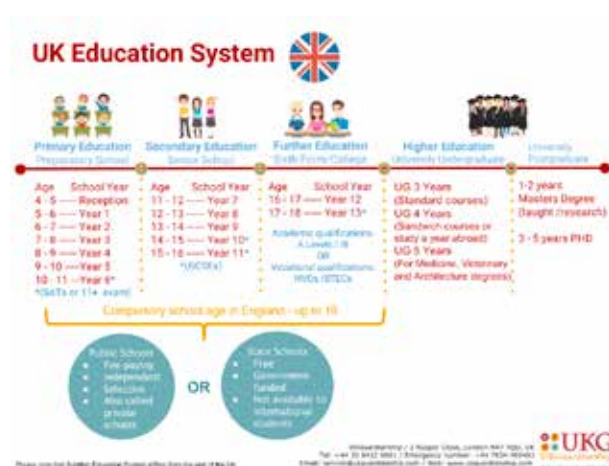 UK Education System
Primary Education
Preparatory School
Age School Year
4 - 5 ----- Reception
5 - 6 ----- Year 1
6 - 7 ----- Year 2
7 - 8 ----- Year 3
8 - 9 ----- Year 4
9 - 10 ---- Year 5
10 - 11 -- Year 6*
*(SATs or 11+ exam)
Secondary Education
Senior School
Age School Year
11 - 12 ---- Year 7
12 - 13 ---- Year 8
13 - 14 ---- Year 9
14 - 15 ---- Year 10*
15 - 16 ---- Year 11*
*(GCSEs)
Further Education
Sixth Form/College
Age School Year
16 - 17 ---- Year 12
17 - 18 ---- Year 13*
Academic qualifications
A Levels / IB
OR
Vocational qualifications
NVQs /BTECs
Higher Education
University Undergraduate
UG 3 Years
(Standard courses)
UG 4 Years
(Sandwich courses or
study a year abroad)
UG 5 Years
(For Medicine, Veterinary
and Architecture degrees)
University
Postgraduate
1-2 years
Masters Degree
(taught /research)
3 - 5 years PHD
Compulsory school age in England - up to 18
Public Schools
Fee paying
Independent
Selective
Also called
private
schools
OR
State Schools
Free
Government
funded
Not available to
international
students
UKG